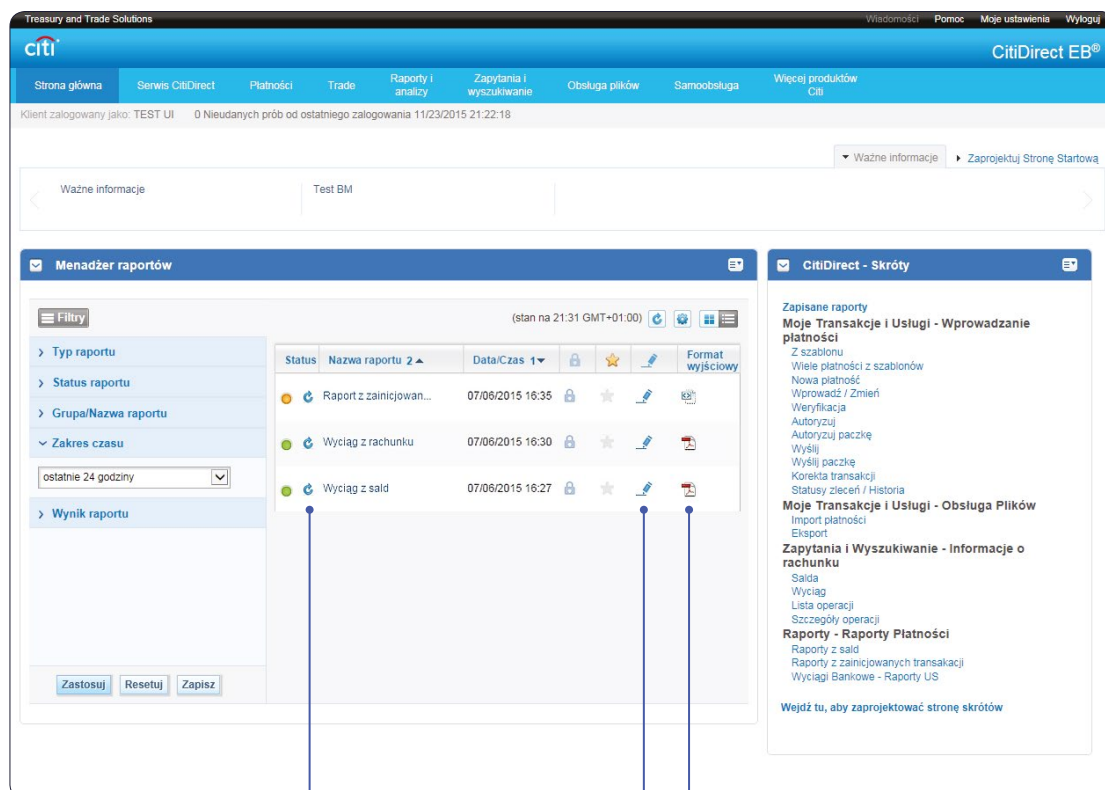 Treasury and Trade Solutions
Wiadomości Pomoc Moje ustawienia Wyloguj
citi
CitiDirect EB®
Strona główna Serwis CitiDirect Płatności Trade Raporty i analizy Zapytania i wyszukiwanie Obsługa plików Samoobsługa Więcej produktów Citi
Klient zalogowany jako: TEST UI 0 Nieudanych prób od ostatniego zalogowania 11/23/2015 21:22:18
Ważne informacje Zaprojektuj Stronę Startową
Ważne informacje Test BM
Menadżer raportów
Filtry
(stan na 21:31 GMT+01:00)
Typ raportu
Status raportu
Grupa/Nazwa raportu
Zakres czasu
ostatnie 24 godziny
Wynik raportu
Zastosuj Resetuj Zapisz
Status Nazwa raportu 2 Data/Czas 1 Format wyjściowy
Raport z zainicjowan... 07/06/2015 16:35
Wyciąg z rachunku 07/06/2015 16:30
Wyciąg z sald 07/06/2015 16:27
CitiDirect - Skróty
Zapisane raporty
Moje Transakcje i Usługi - Wprowadzanie
płatności
Z szablonu
Wiele płatności z szablonów
Nowa płatność
Wprowadź / Zmień
Weryfikacja
Autoryzuj
Autoryzuj paczkę
Wyślij
Wyślij paczkę
Korekta transakcji
Statusy zleceń / Historia
Moje Transakcje i Usługi - Obsługa Plików
Import płatności
Eksport
Zapytania i Wyszukiwanie - Informacje o
rachunku
Salda
Wyciąg
Lista operacji
Szczegóły operacji
Raporty - Raporty Płatności
Raporty z sald
Raporty z zainicjowanych transakacji
Wyciągi Bankowe - Raporty US
Wejdź tu, aby zaprojektować stronę skrótów